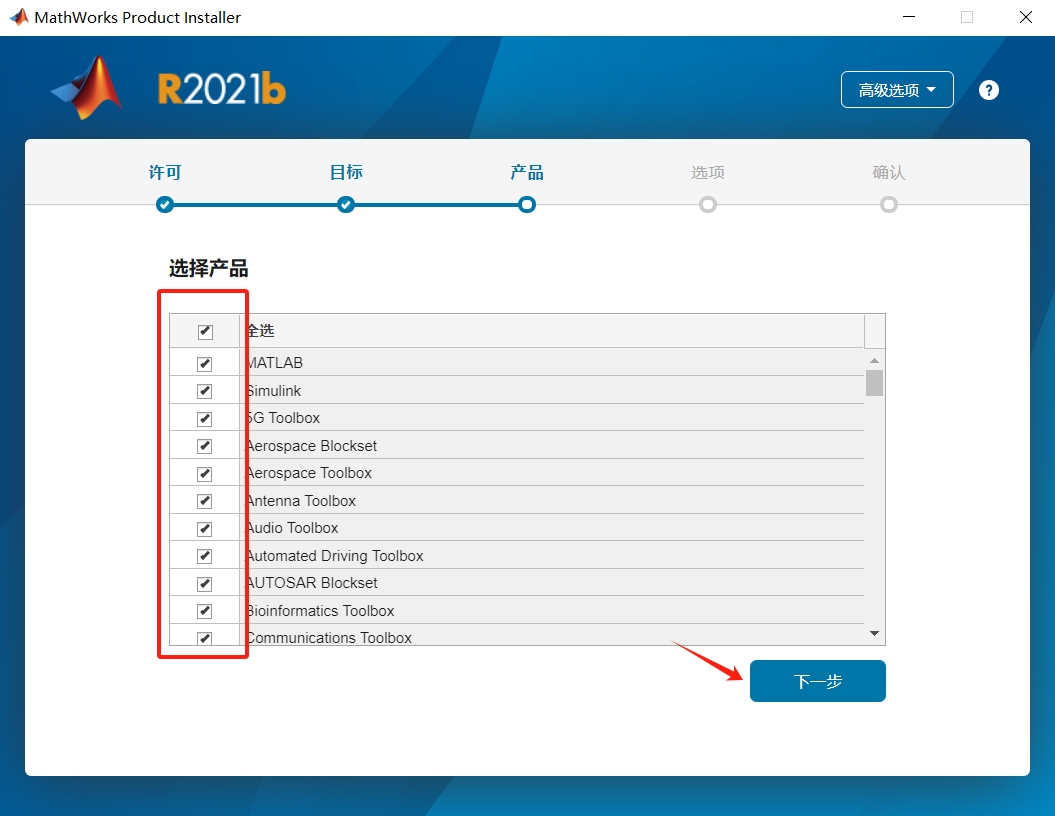 MathWorks Product Installer
R2021b
高级选项
?
许可 目标 产品 选项 确认
选择产品
全选
MATLAB
Simulink
5G Toolbox
Aerospace Blockset
Aerospace Toolbox
Antenna Toolbox
Audio Toolbox
Automated Driving Toolbox
AUTOSAR Blockset
Bioinformatics Toolbox
Communications Toolbox
下一步